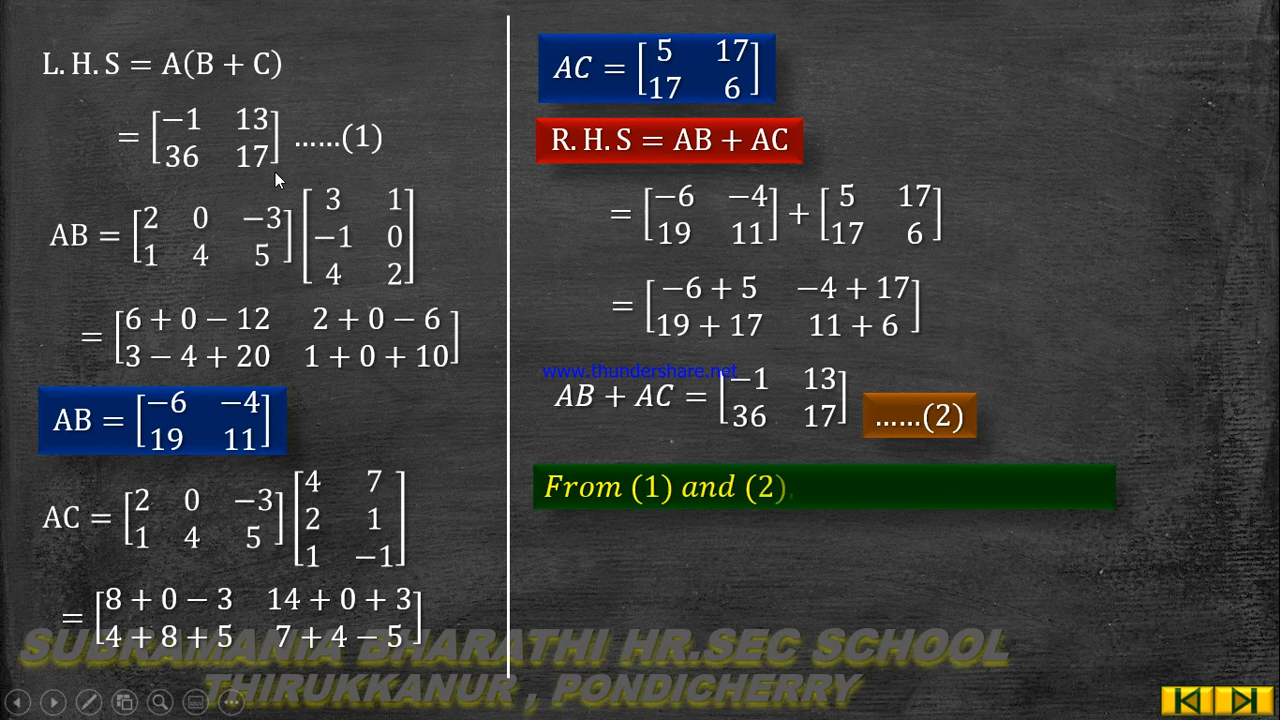 L. H. S = A(B + C)
= [−1 13
36 17] ......(1)
AB = [2 0 −3
1 4 5] [3 1
−1 0
4 2]
= [6 + 0 − 12 2 + 0 − 6
3 − 4 + 20 1 + 0 + 10]
AB = [−6 −4
19 11]
AC = [2 0 −3
1 4 5] [4 7
2 1
1 −1]
= [8 + 0 − 3 14 + 0 + 3
4 + 8 + 5 7 + 4 − 5]
AC = [5 17
17 6]
R. H. S = AB + AC
= [−6 −4
19 11] + [5 17
17 6]
= [−6 + 5 −4 + 17
19 + 17 11 + 6]
www.thundershare.net
AB + AC = [−1 13
36 17] ......(2)
From (1) and (2),
SUBRAMANIA BHARATHI HR.SEC SCHOOL
THIRUKKANUR , PONDICHERRY